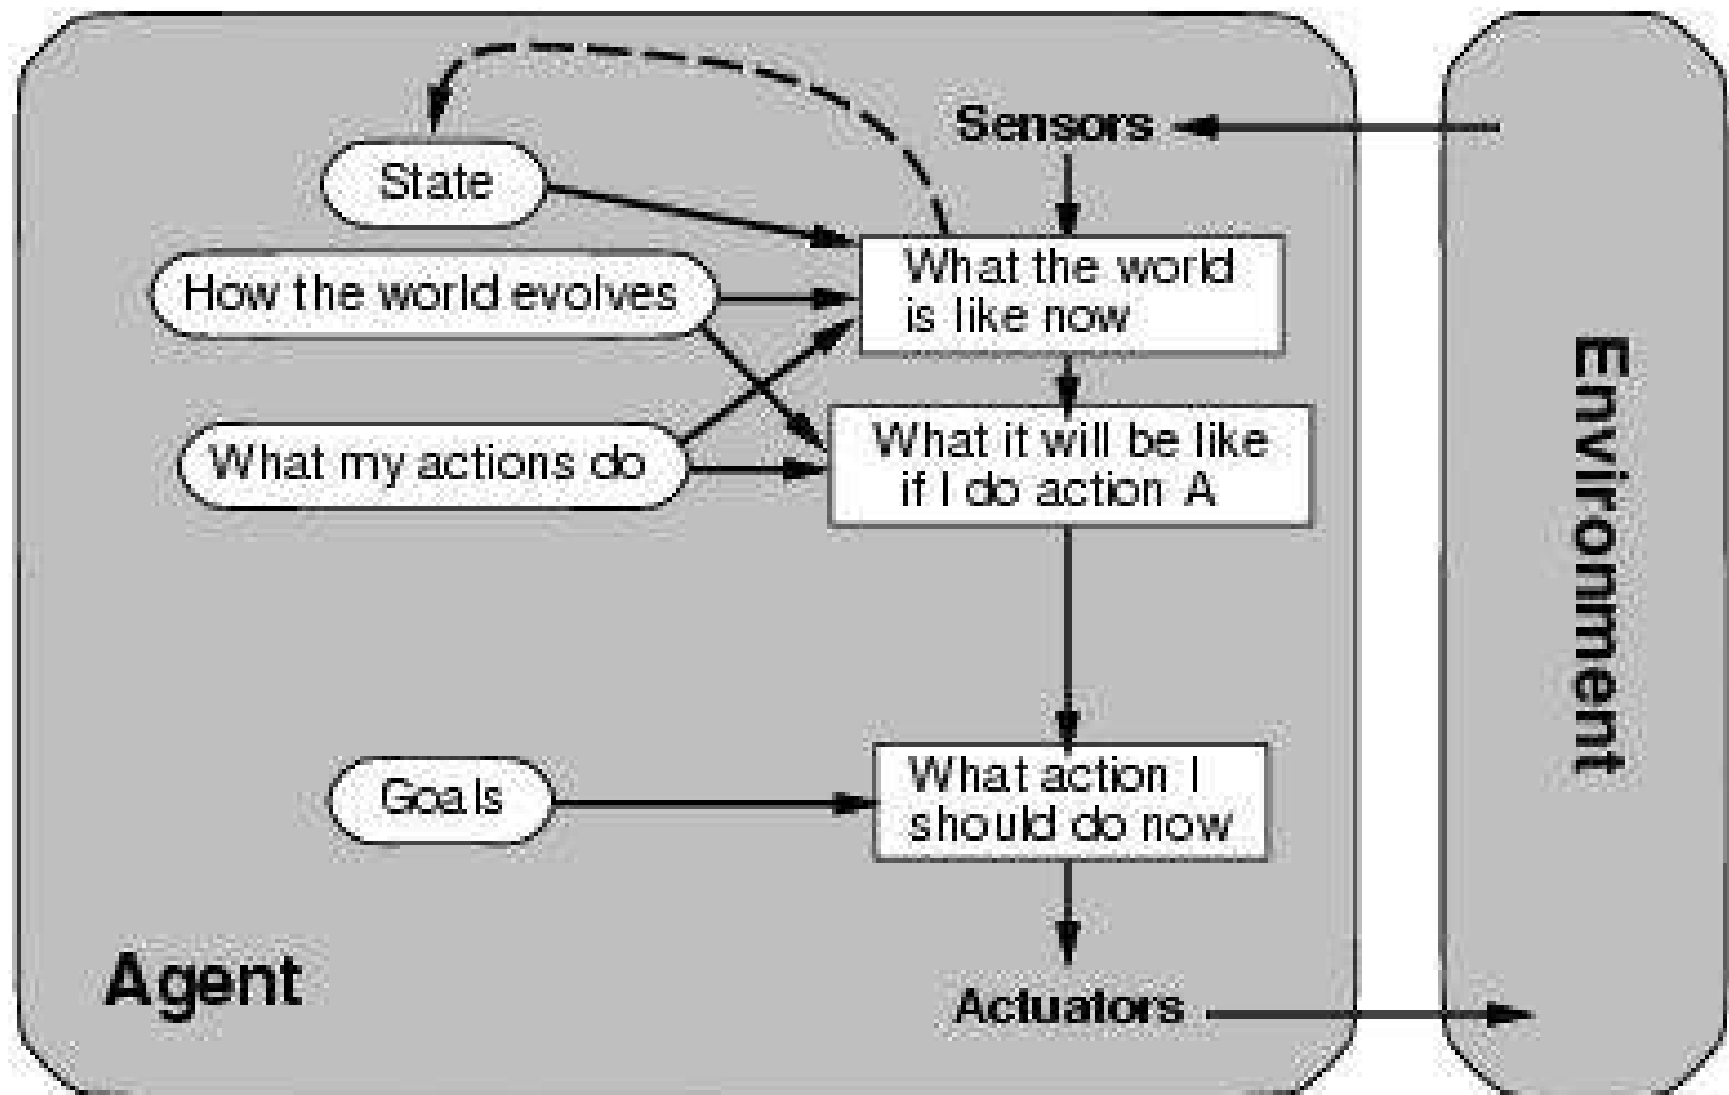 Sensors
State
What the world
is like now
How the world evolves
What it will be like
if I do action A
What my actions do
Environment
What action I
should do now
Goals
Agent
Actuators